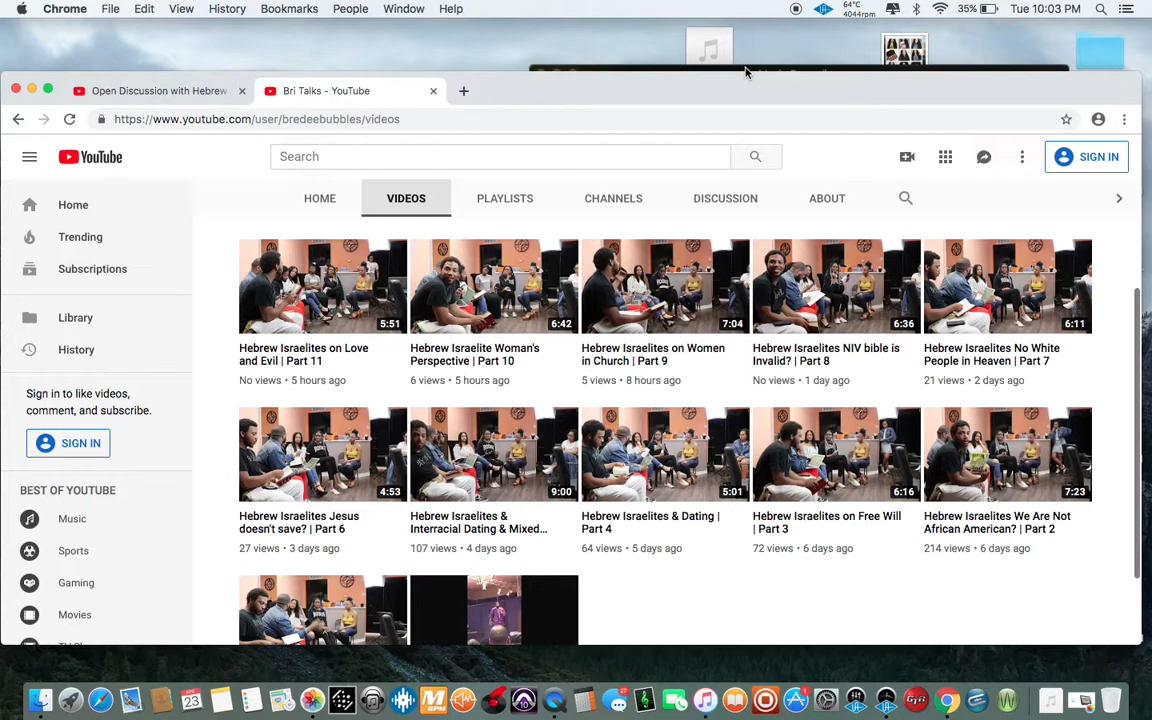 Chrome File Edit View History Bookmarks People Window Help 64°C 4044rpm 35% Tue 10:03 PM
Open Discussion with Hebrew
Bri Talks - YouTube
https://www.youtube.com/user/bredeebubbles/videos
YouTube
Search
SIGN IN
HOME VIDEOS PLAYLISTS CHANNELS DISCUSSION ABOUT
Home
Trending
Subscriptions
Library
History
Sign in to like videos,
comment, and subscribe.
SIGN IN
BEST OF YOUTUBE
Music
Sports
Gaming
Movies
5:51
Hebrew Israelites on Love
and Evil | Part 11
No views • 5 hours ago
6:42
Hebrew Israelite Woman's
Perspective | Part 10
6 views • 5 hours ago
7:04
Hebrew Israelites on Women
in Church | Part 9
5 views • 8 hours ago
6:36
Hebrew Israelites NIV bible is
Invalid? | Part 8
No views • 1 day ago
6:11
Hebrew Israelites No White
People in Heaven | Part 7
21 views • 2 days ago
4:53
Hebrew Israelites Jesus
doesn't save? | Part 6
27 views • 3 days ago
9:00
Hebrew Israelites &
Interracial Dating & Mixed...
107 views • 4 days ago
5:01
Hebrew Israelites & Dating |
Part 4
64 views • 5 days ago
6:16
Hebrew Israelites on Free Will
| Part 3
72 views • 6 days ago
7:23
Hebrew Israelites We Are Not
African American? | Part 2
214 views • 6 days ago
APR
23
27
1